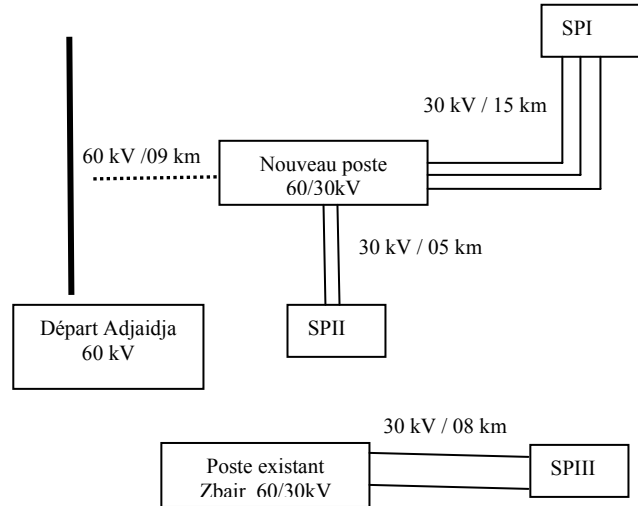 SPI
30 kV / 15 km
60 kV /09 km
Nouveau poste
60/30kV
30 kV / 05 km
Départ Adjaidja
60 kV
SPII
30 kV / 08 km
Poste existant
Zbair 60/30kV
SPIII